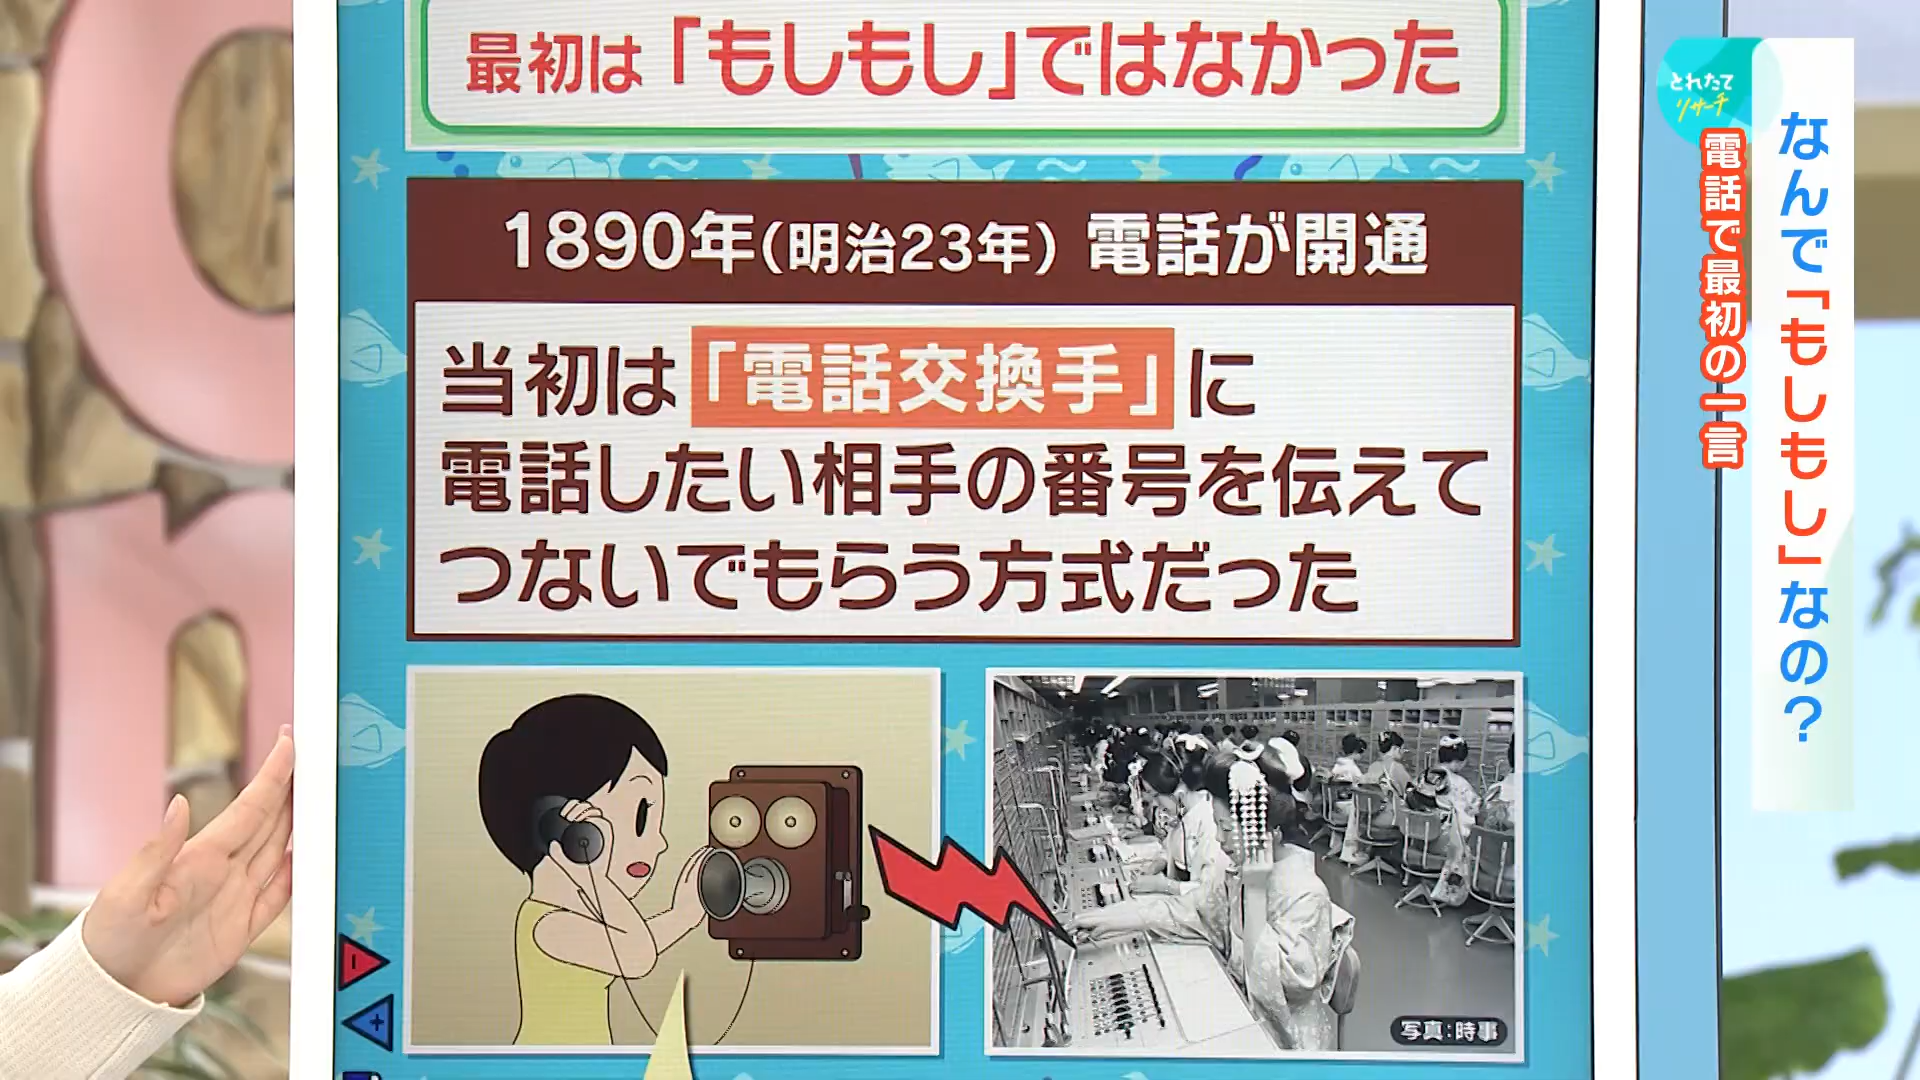 最初は「もしもし」ではなかった
1890年(明治23年) 電話が開通
当初は「電話交換手」に
電話したい相手の番号を伝えて
つないでもらう方式だった
写真:時事
とれたて
リサーチ
なんで「もしもし」なの?
電話で最初の一言